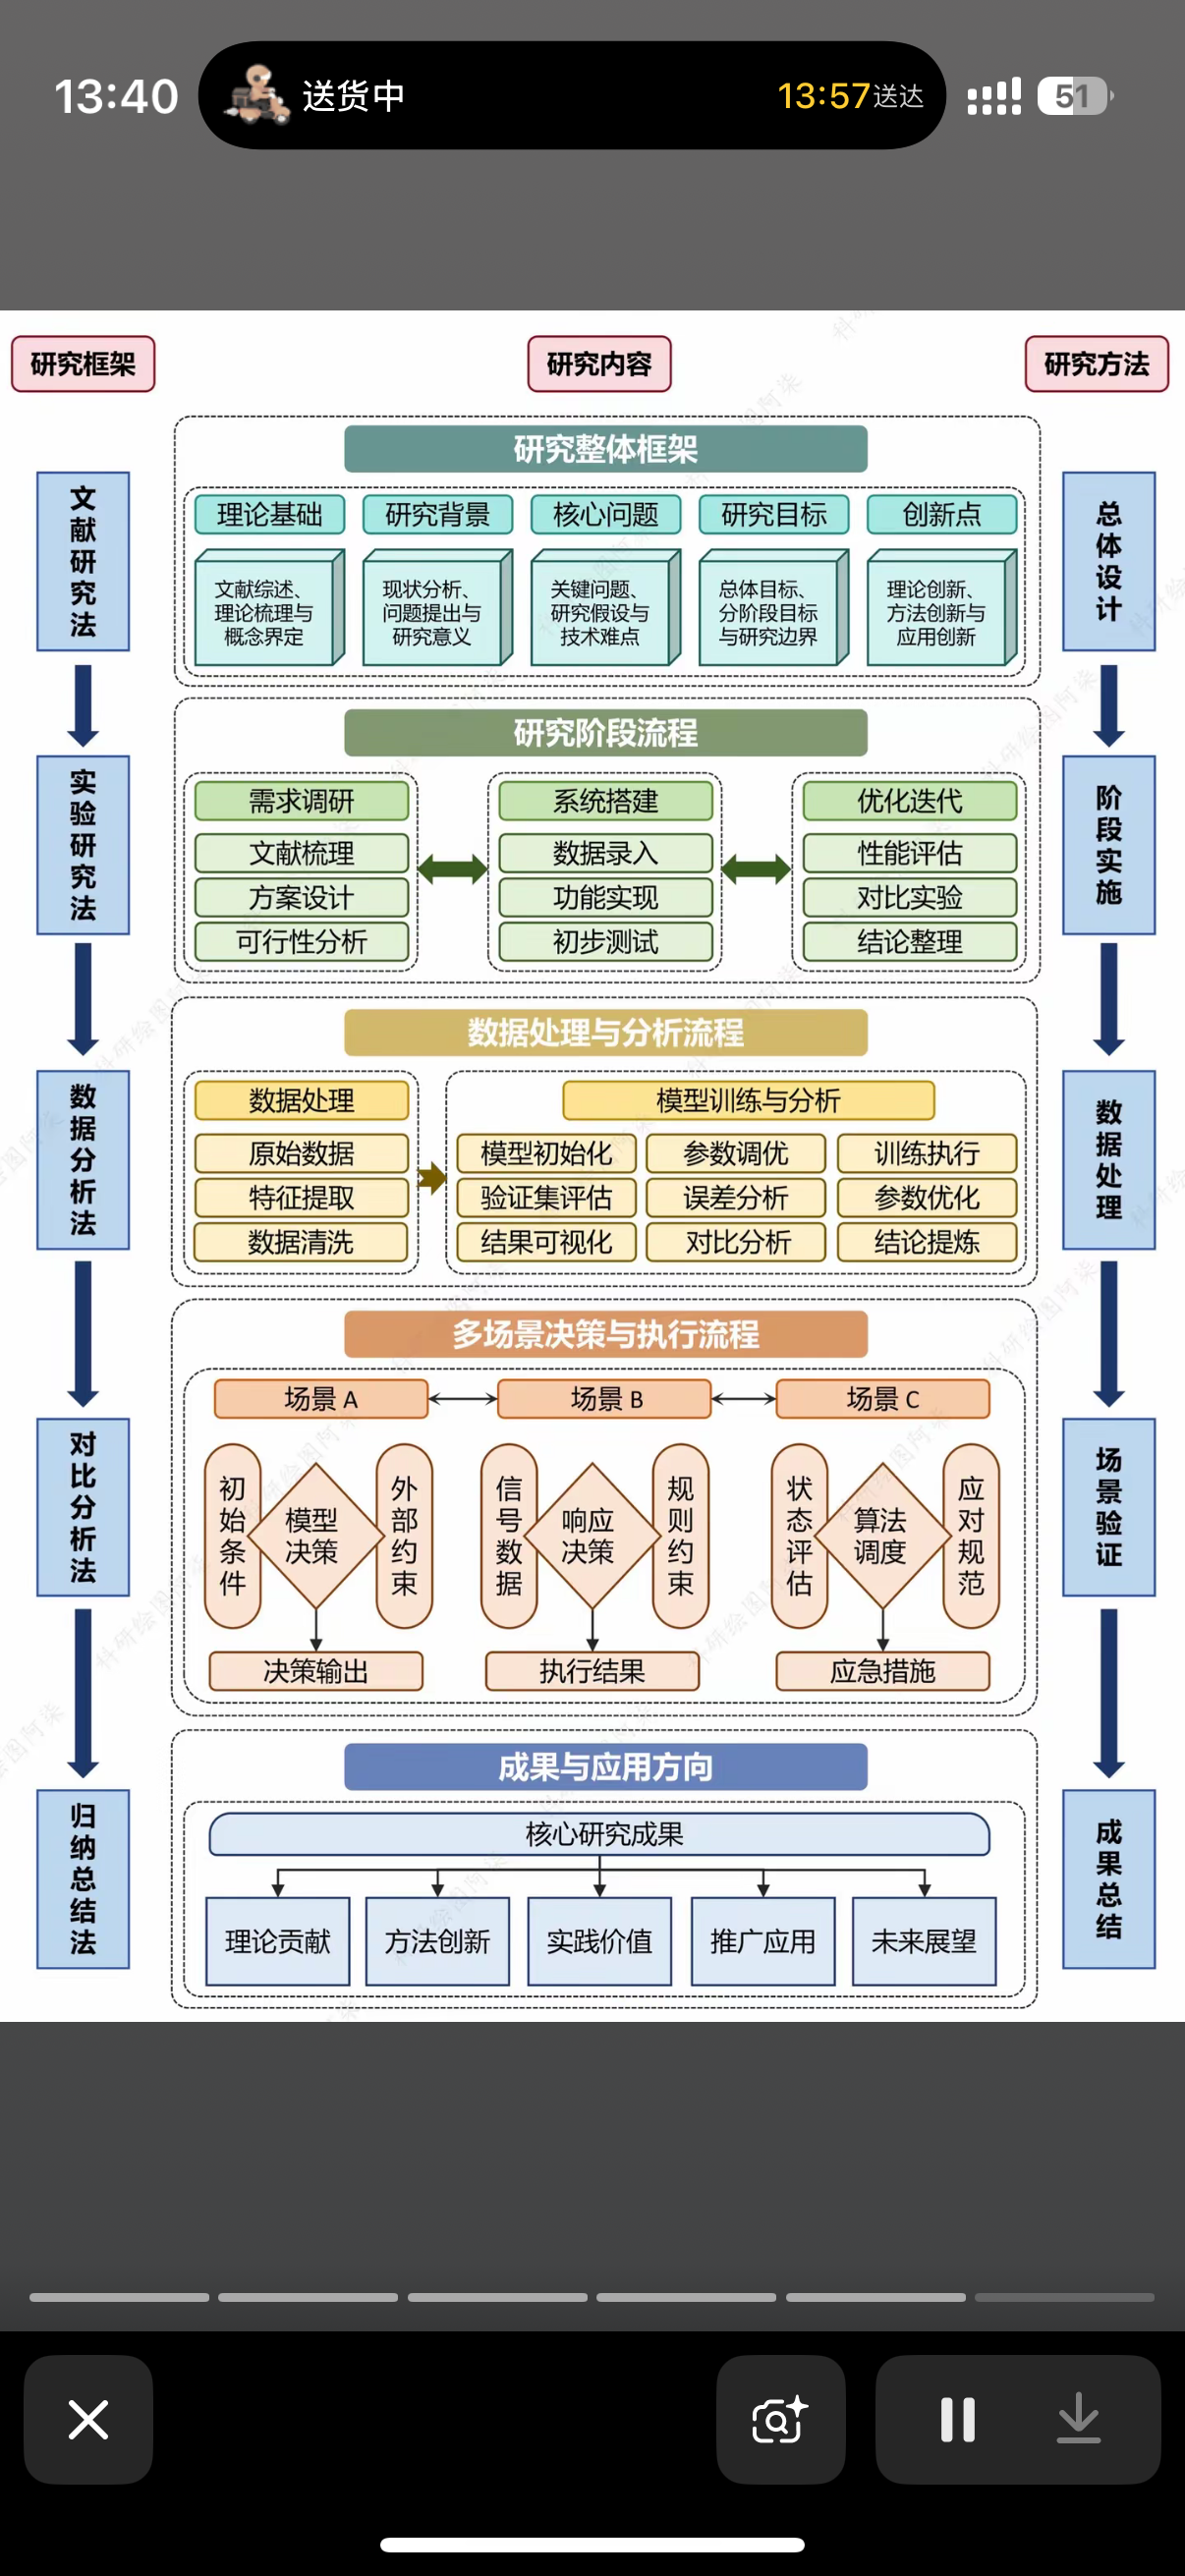 13:40
送货中
13:57送达
51
研究框架
研究内容
研究方法
文献研究法
实验研究法
数据分析法
对比分析法
归纳总结法
研究整体框架
理论基础
研究背景
核心问题
研究目标
创新点
文献综述、
理论梳理与
概念界定
现状分析、
问题提出与
研究意义
关键问题、
研究假设与
技术难点
总体目标、
分阶段目标
与研究边界
理论创新、
方法创新与
应用创新
研究阶段流程
需求调研
文献梳理
方案设计
可行性分析
系统搭建
数据录入
功能实现
初步测试
优化迭代
性能评估
对比实验
结论整理
数据处理与分析流程
数据处理
原始数据
特征提取
数据清洗
模型训练与分析
模型初始化
参数调优
训练执行
验证集评估
误差分析
参数优化
结果可视化
对比分析
结论提炼
多场景决策与执行流程
场景 A
场景 B
场景 C
初始条件
模型
决策
外部约束
信号数据
响应
决策
规则约束
状态评估
算法
调度
应对规范
决策输出
执行结果
应急措施
成果与应用方向
核心研究成果
理论贡献
方法创新
实践价值
推广应用
未来展望
总体设计
阶段实施
数据处理
场景验证
成果总结
科研绘图阿柒